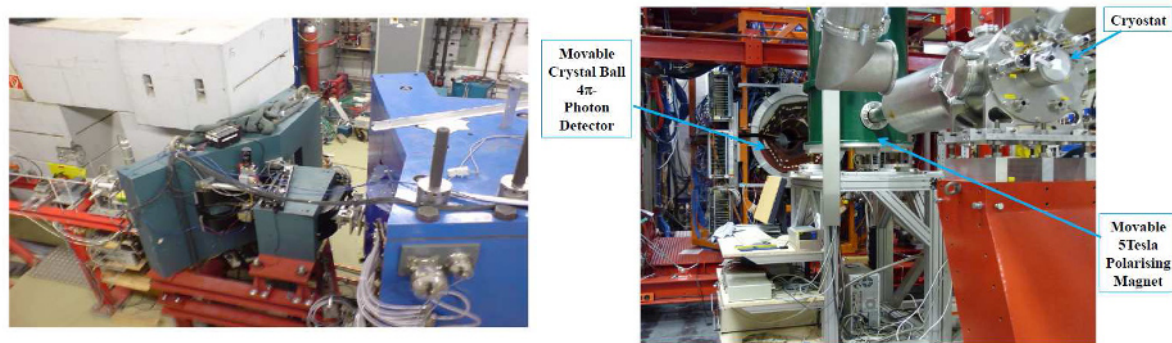 Movable
Crystal Ball
4π-
Photon
Detector
Cryostat
Movable
5Tesla
Polarising
Magnet